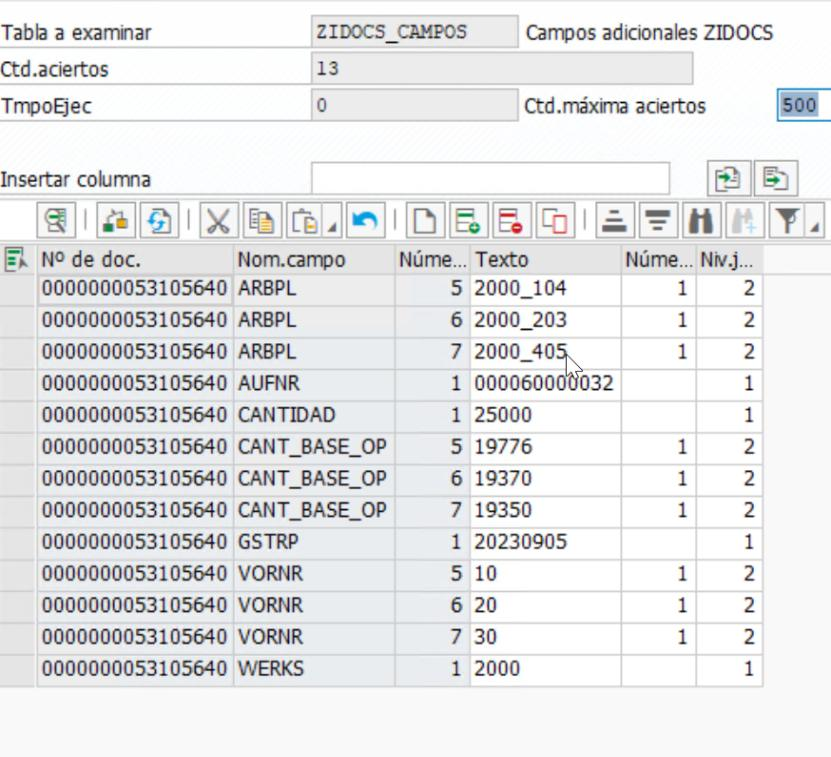 Tabla a examinar ZIDOCS_CAMPOS Campos adicionales ZIDOCS
Ctd.aciertos 13
TmpoEjec 0 Ctd.máxima aciertos 500
Insertar columna
Nº de doc. Nom.campo Núme... Texto Núme... Niv.j...
0000000053105640 ARBPL 5 2000_104 1 2
0000000053105640 ARBPL 6 2000_203 1 2
0000000053105640 ARBPL 7 2000_405 1 2
0000000053105640 AUFNR 1 000060000032 1
0000000053105640 CANTIDAD 1 25000 1
0000000053105640 CANT_BASE_OP 5 19776 1 2
0000000053105640 CANT_BASE_OP 6 19370 1 2
0000000053105640 CANT_BASE_OP 7 19350 1 2
0000000053105640 GSTRP 1 20230905 1
0000000053105640 VORNR 5 10 1 2
0000000053105640 VORNR 6 20 1 2
0000000053105640 VORNR 7 30 1 2
0000000053105640 WERKS 1 2000 1